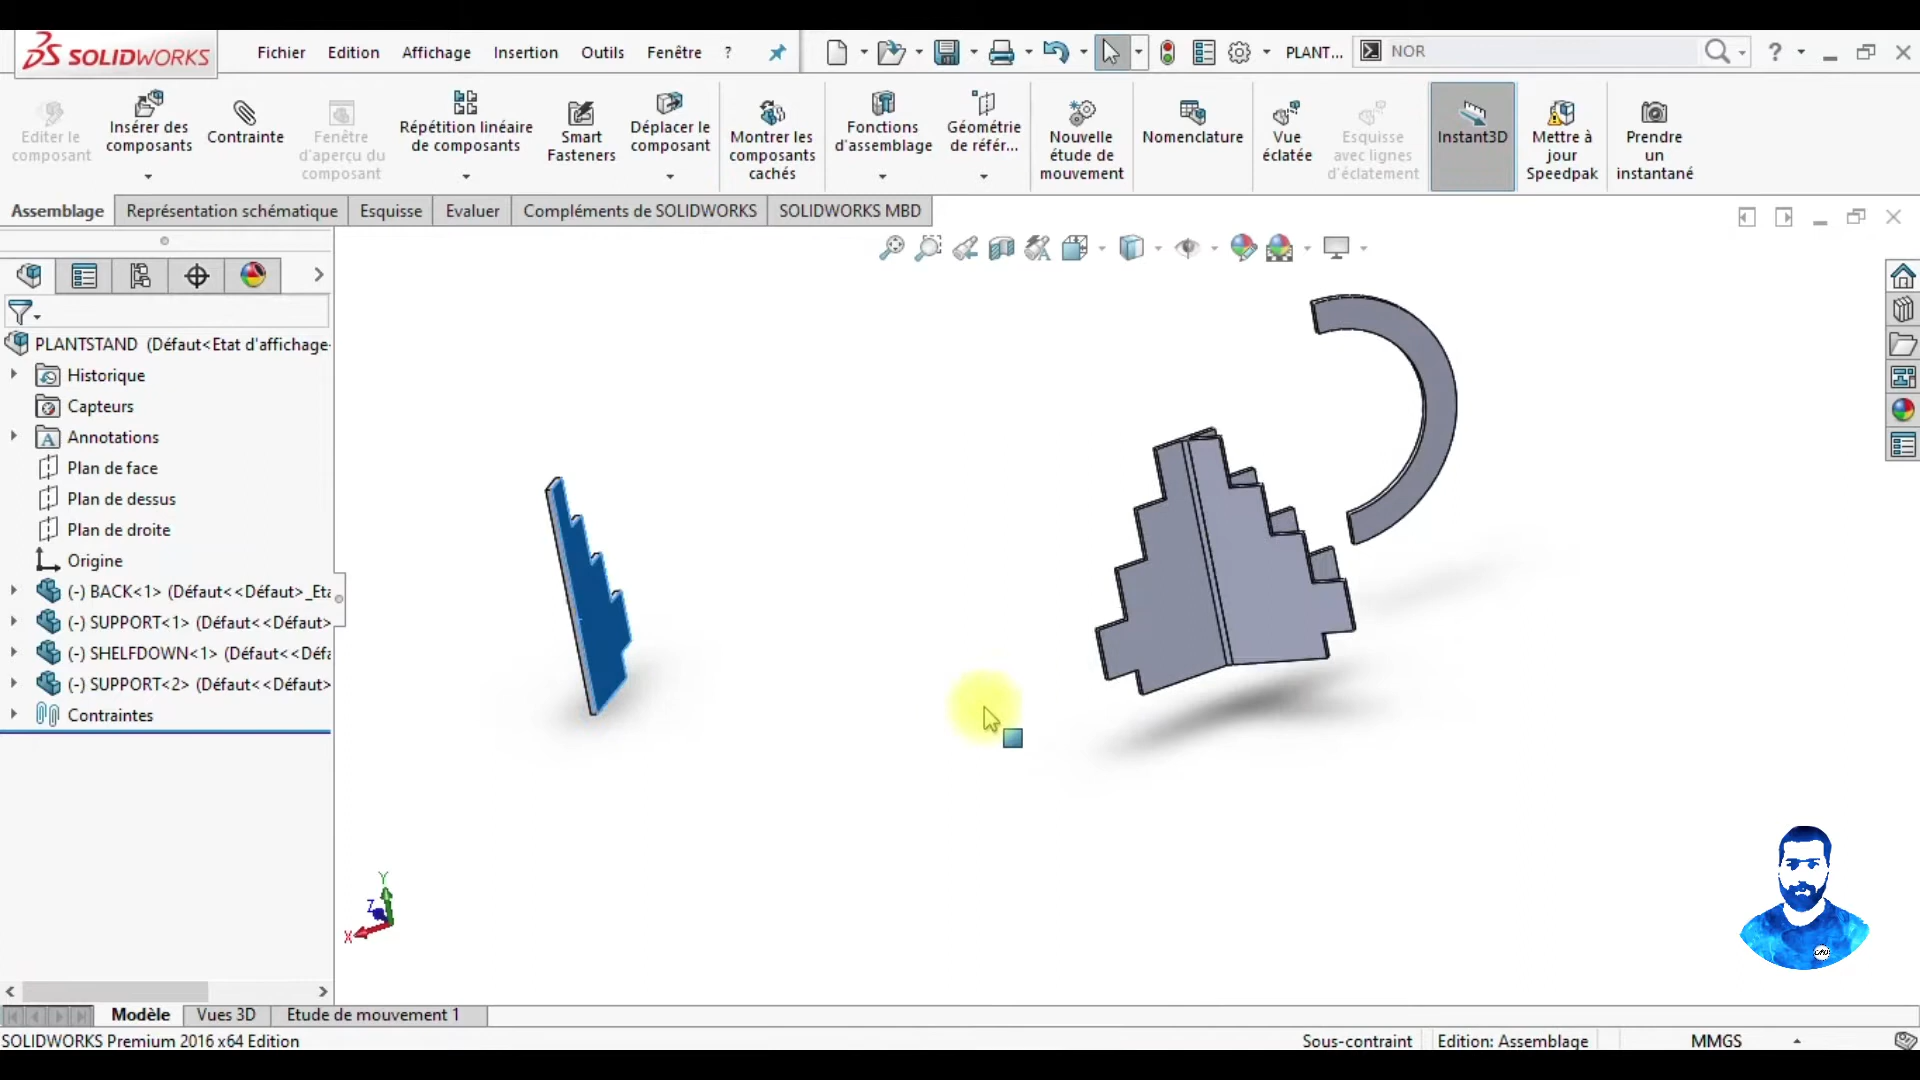 SOLIDWORKS
Fichier Edition Affichage Insertion Outils Fenêtre ?
PLANT...
NOR
?
Editer le
composant
Insérer des
composants
Contrainte
Fenêtre
d'aperçu du
composant
Répétition linéaire
de composants
Smart
Fasteners
Déplacer le
composant
Montrer les
composants
cachés
Fonctions
d'assemblage
Géométrie
de référ...
Nouvelle
étude de
mouvement
Nomenclature
Vue
éclatée
Esquisse
avec lignes
d'éclatement
Instant3D
Mettre à
jour
Speedpak
Prendre
un
instantané
Assemblage Représentation schématique Esquisse Evaluer Compléments de SOLIDWORKS SOLIDWORKS MBD
PLANTSTAND (Défaut<Etat d'affichage-
Historique
Capteurs
Annotations
Plan de face
Plan de dessus
Plan de droite
Origine
(-) BACK<1> (Défaut<<Défaut>_Eta
(-) SUPPORT<1> (Défaut<<Défaut>
(-) SHELFDOWN<1> (Défaut<<Défa
(-) SUPPORT<2> (Défaut<<Défaut>
Contraintes
Y
Z
X
Modèle Vues 3D Etude de mouvement 1
SOLIDWORKS Premium 2016 x64 Edition
Sous-contraint Edition: Assemblage MMGS